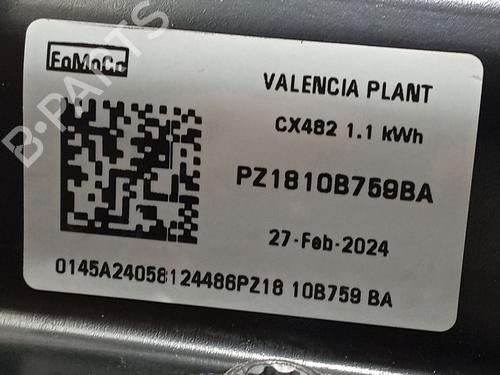 B-PARTS
FoMoCo
VALENCIA PLANT
CX482 1.1 kWh
PZ1810B759BA
27-Feb-2024
0145A24058124486PZ18 10B759 BA